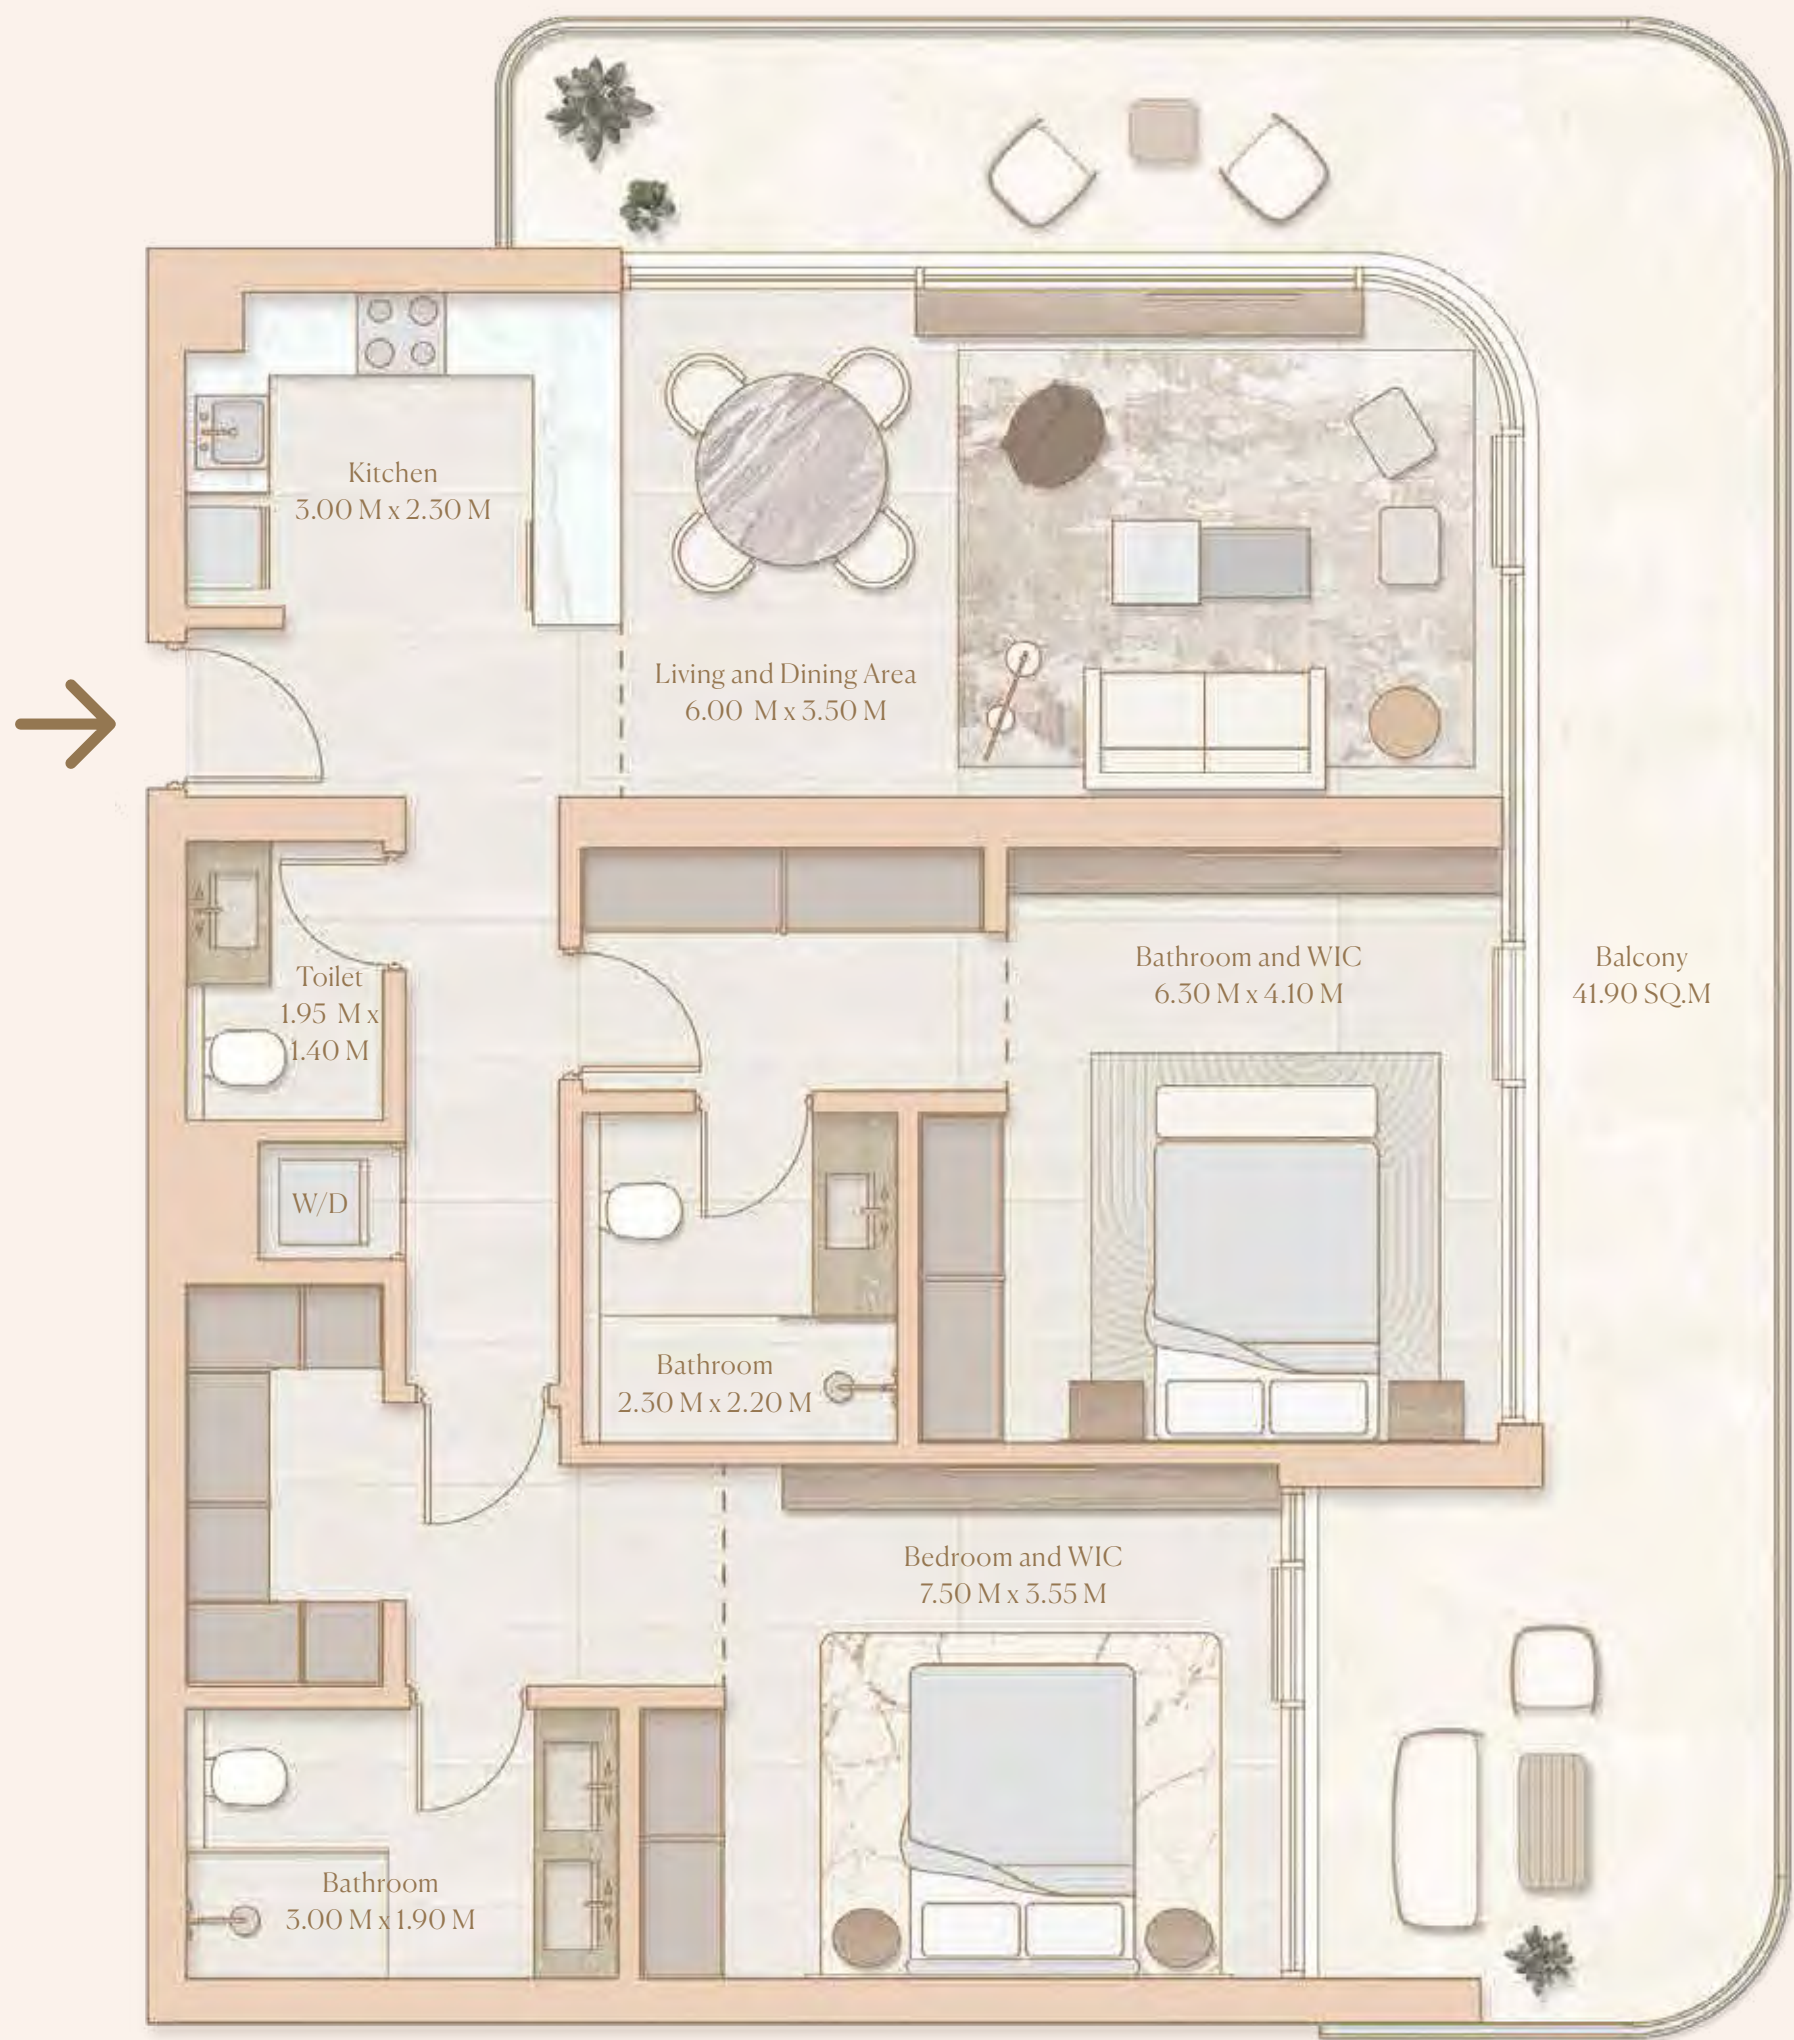 Kitchen
3.00 M x 2.30 M
Living and Dining Area
6.00 M x 3.50 M
Bathroom and WIC
6.30 M x 4.10 M
Balcony
41.90 SQ.M
Toilet
1.95 M x
1.40 M
W/D
Bathroom
2.30 M x 2.20 M
Bedroom and WIC
7.50 M x 3.55 M
Bathroom
3.00 M x 1.90 M